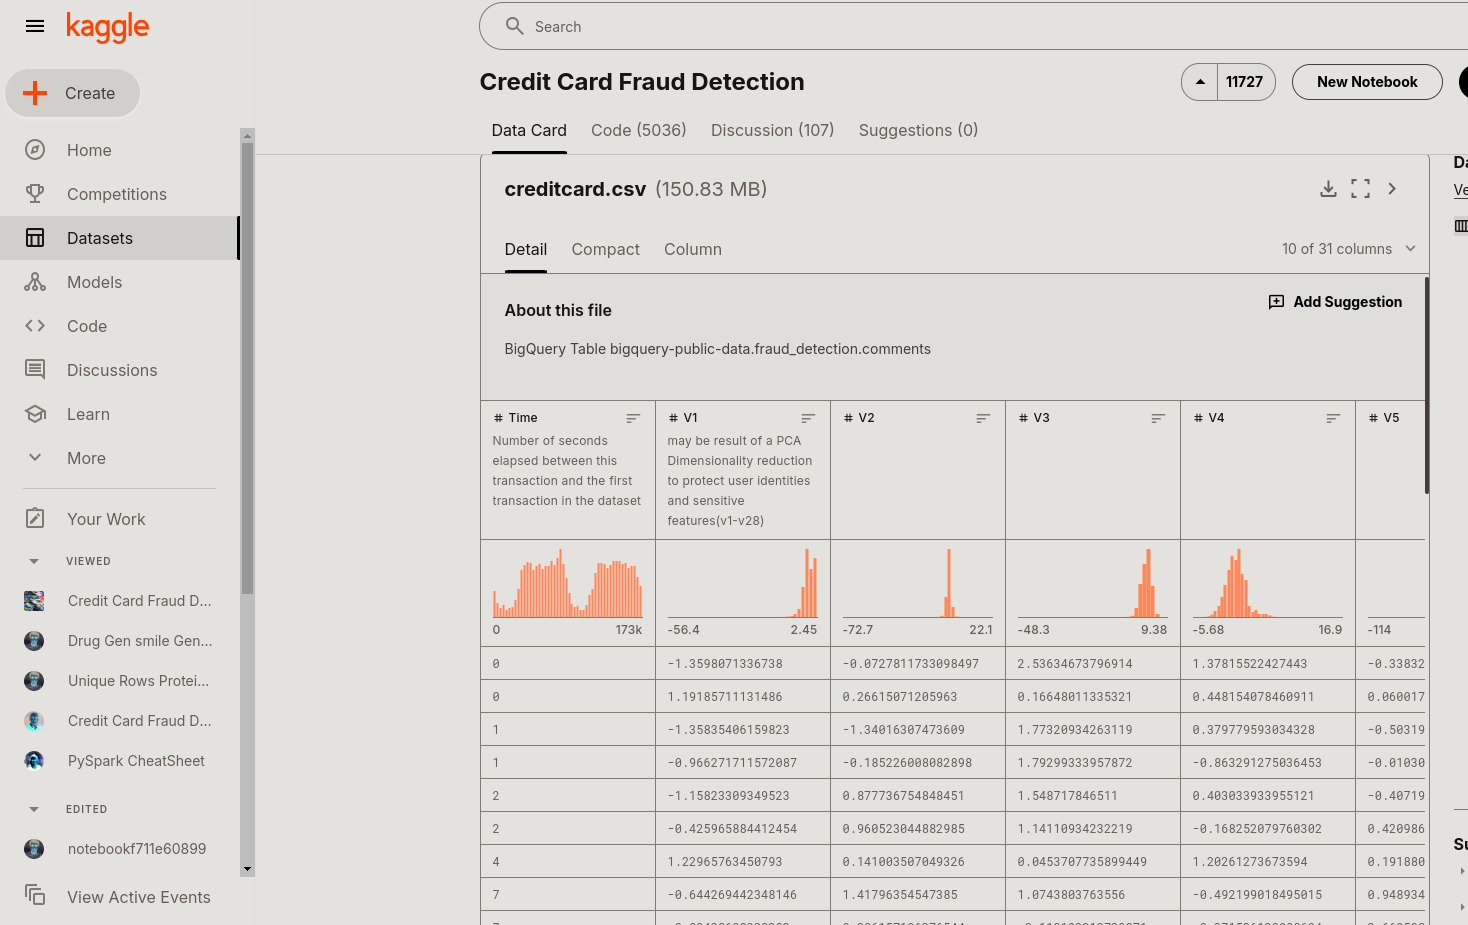 kaggle
Search
Create
Home
Competitions
Datasets
Models
Code
Discussions
Learn
More
Your Work
VIEWED
Credit Card Fraud D...
Drug Gen smile Gen...
Unique Rows Protei...
Credit Card Fraud D...
PySpark CheatSheet
EDITED
notebookf711e60899
View Active Events
Credit Card Fraud Detection
11727
New Notebook
Data Card Code (5036) Discussion (107) Suggestions (0)
creditcard.csv (150.83 MB)
Detail Compact Column
10 of 31 columns
About this file
Add Suggestion
BigQuery Table bigquery-public-data.fraud_detection.comments
# Time # V1 # V2 # V3 # V4 # V5
Number of seconds elapsed between this transaction and the first transaction in the dataset
may be result of a PCA Dimensionality reduction to protect user identities and sensitive features(v1-v28)
0 173k -56.4 2.45 -72.7 22.1 -48.3 9.38 -5.68 16.9 -114
0 -1.3598071336738 -0.0727811733098497 2.53634673796914 1.37815522427443 -0.33832
0 1.19185711131486 0.26615071205963 0.16648011335321 0.448154078460911 0.060017
1 -1.35835406159823 -1.34016307473609 1.77320934263119 0.379779593034328 -0.50319
1 -0.966271711572087 -0.185226008082898 1.79299333957872 -0.863291275036453 -0.01030
2 -1.15823309349523 0.877736754848451 1.548717846511 0.403033933955121 -0.40719
2 -0.425965884412454 0.960523044882985 1.14110934232219 -0.168252079760302 0.420986
4 1.22965763450793 0.141003507049326 0.0453707735899449 1.20261273673594 0.191880
7 -0.644269442348146 1.41796354547385 1.0743803763556 -0.492199018495015 0.948934